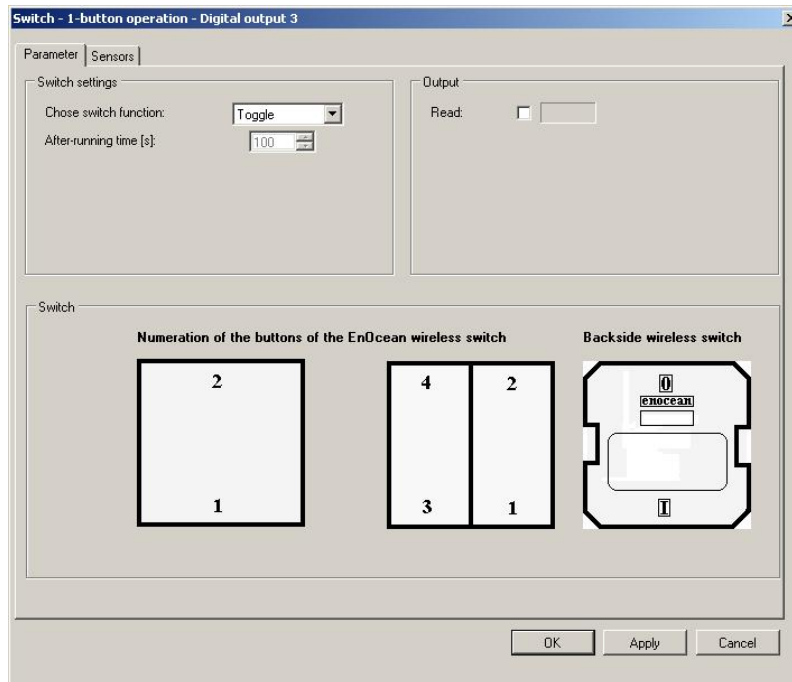 Switch - 1-button operation - Digital output 3
Parameter
Sensors
Switch settings
Chose switch function:
Toggle
After-running time [s]:
100
Output
Read:
Switch
Numeration of the buttons of the EnOcean wireless switch
Backside wireless switch
2
1
4
2
3
1
0
enocean
I
OK
Apply
Cancel